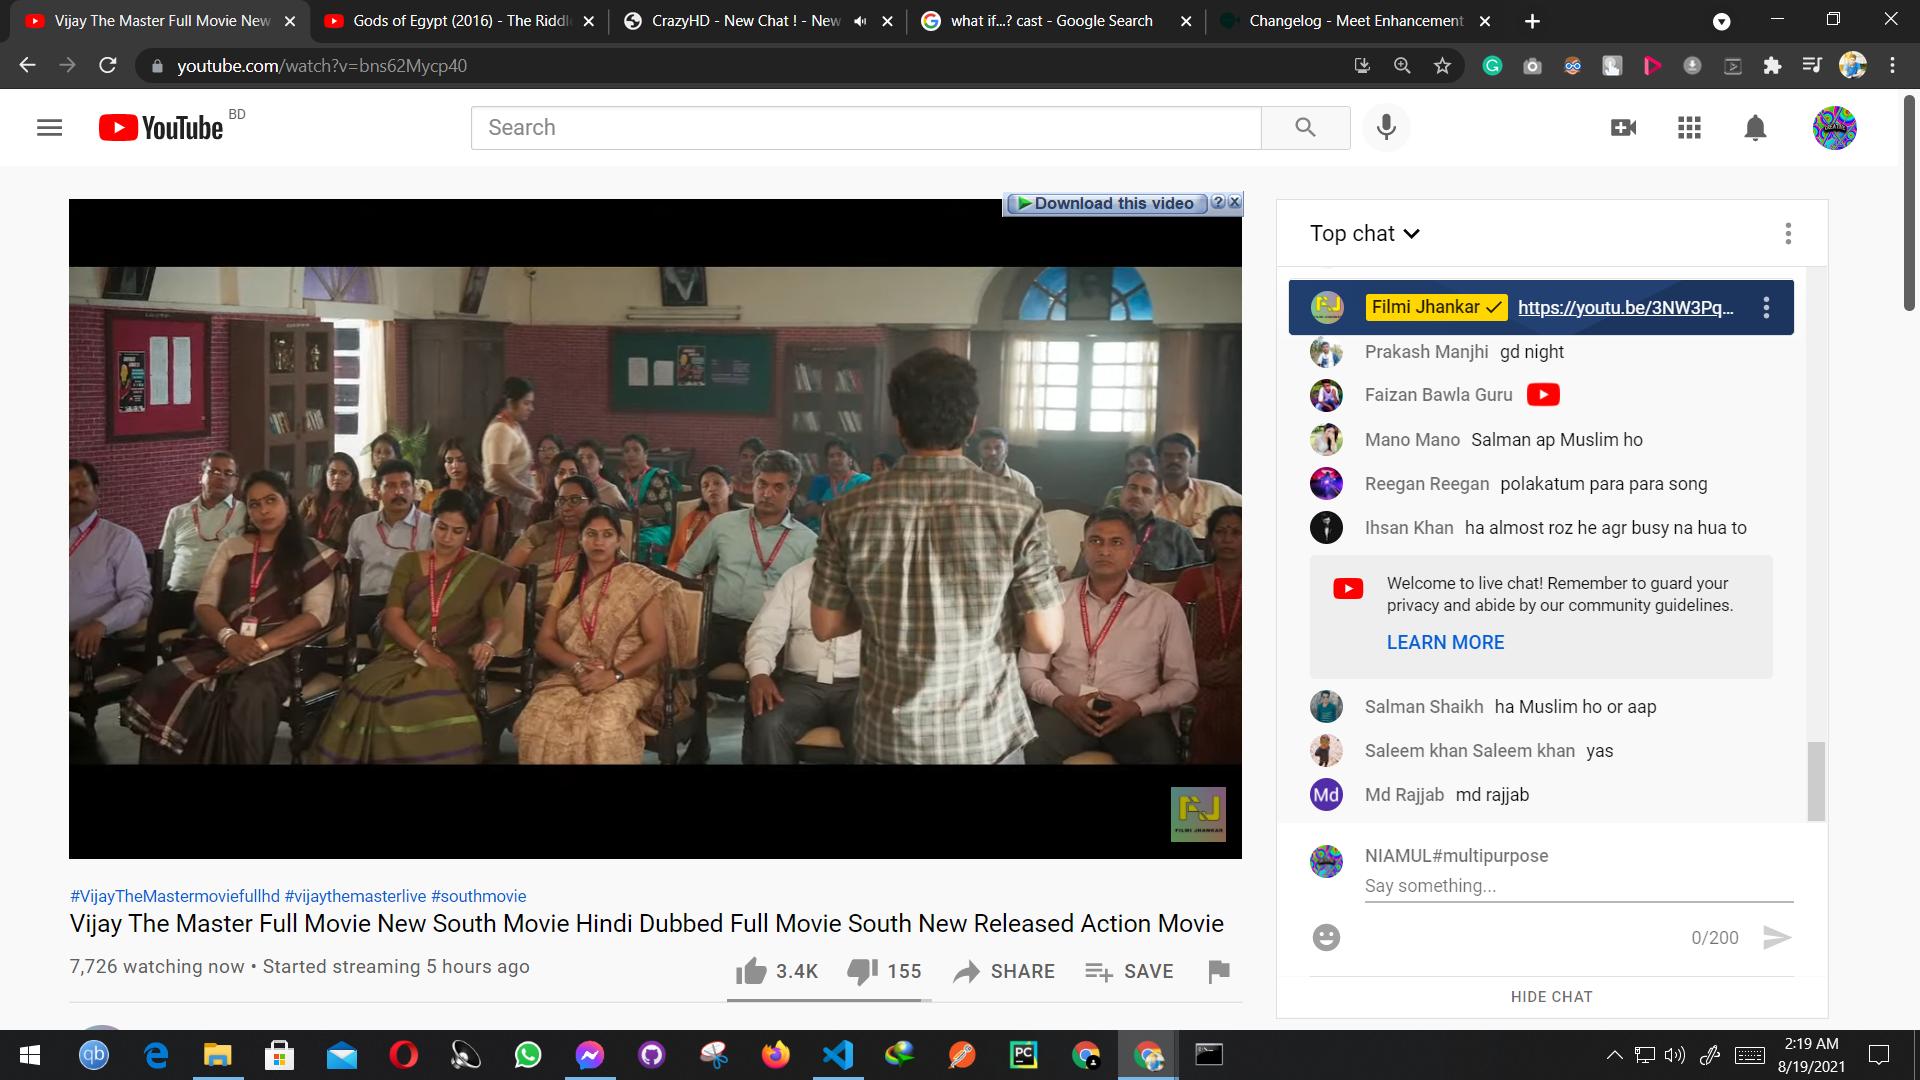 Vijay The Master Full Movie New
Gods of Egypt (2016) - The Riddl
CrazyHD - New Chat ! - New
what if...? cast - Google Search
Changelog - Meet Enhancement
youtube.com/watch?v=bns62Mycp40
YouTube BD
Search
Download this video
Top chat
Filmi Jhankar https://youtu.be/3NW3Pq...
Prakash Manjhi gd night
Faizan Bawla Guru
Mano Mano Salman ap Muslim ho
Reegan Reegan polakatum para para song
Ihsan Khan ha almost roz he agr busy na hua to
Welcome to live chat! Remember to guard your
privacy and abide by our community guidelines.
LEARN MORE
Salman Shaikh ha Muslim ho or aap
Saleem khan Saleem khan yas
Md
Md Rajjab md rajjab
NIAMUL#multipurpose
Say something...
0/200
HIDE CHAT
FJ
FILMI JHANKAR
#VijayTheMastermoviefullhd #vijaythemasterlive #southmovie
Vijay The Master Full Movie New South Movie Hindi Dubbed Full Movie South New Released Action Movie
7,726 watching now • Started streaming 5 hours ago
3.4K 155 SHARE SAVE
qb
PC
2:19 AM
8/19/2021